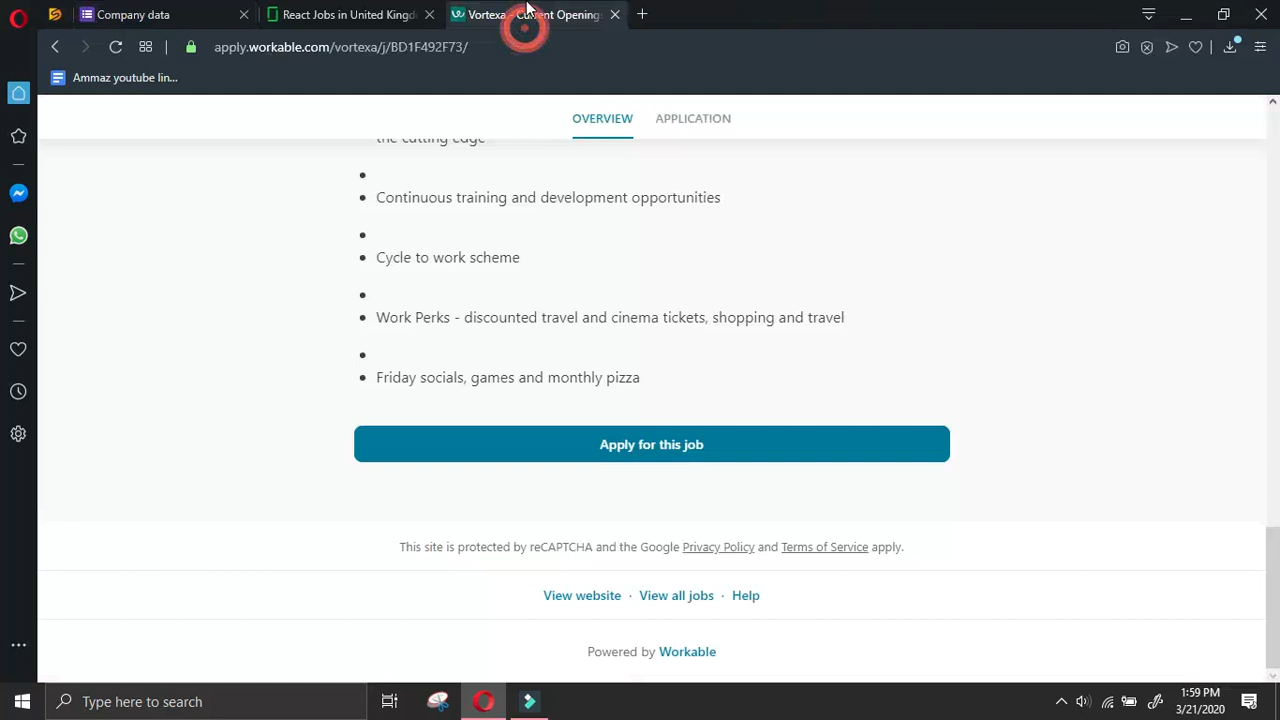 Company data
React Jobs in United Kingd
Vortexa - Current Openings
apply.workable.com/vortexa/j/BD1F492F73/
Ammaz youtube lin...
OVERVIEW
APPLICATION
the cutting edge
Continuous training and development opportunities
Cycle to work scheme
Work Perks - discounted travel and cinema tickets, shopping and travel
Friday socials, games and monthly pizza
Apply for this job
This site is protected by reCAPTCHA and the Google Privacy Policy and Terms of Service apply.
View website · View all jobs · Help
Powered by Workable
Type here to search
1:59 PM
3/21/2020